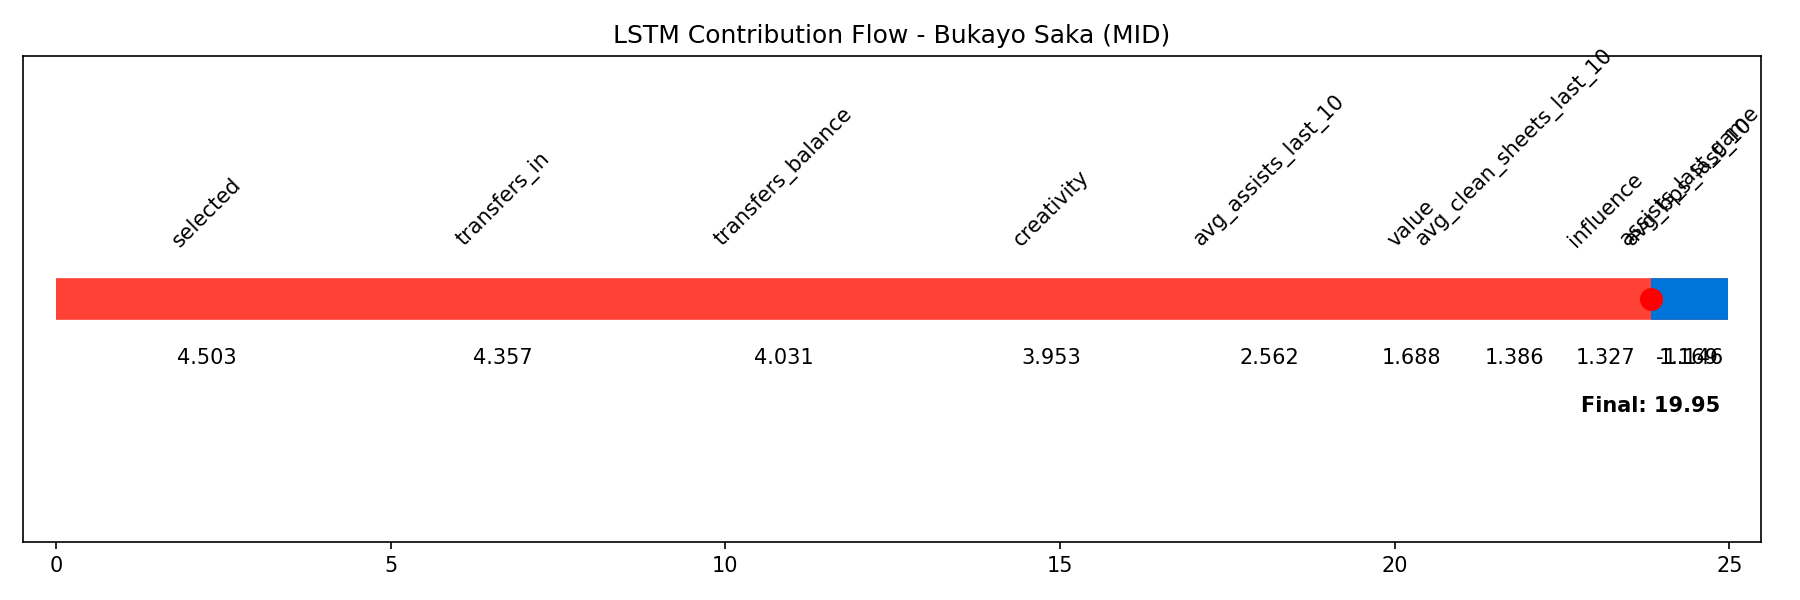 LSTM Contribution Flow - Bukayo Saka (MID)
selected
transfers_in
transfers_balance
creativity
avg_assists_last_10
value
avg_clean_sheets_last_10
influence
4.503
4.357
4.031
3.953
2.562
1.688
1.386
1.327
Final: 19.95
0
5
10
15
20
25